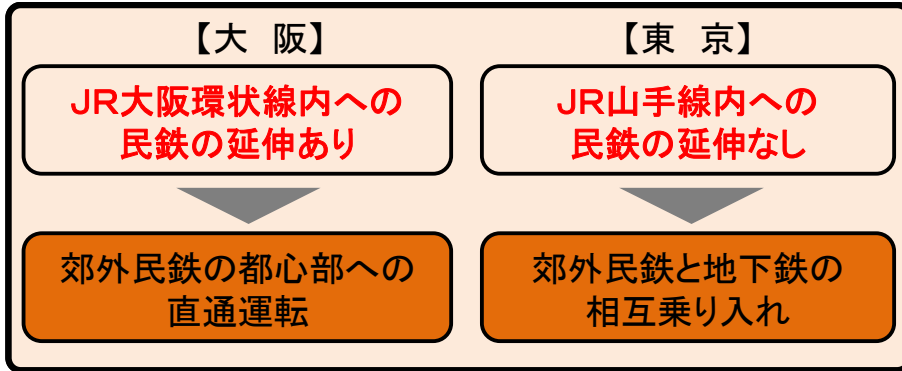 【大 阪】
JR大阪環状線内への
民鉄の延伸あり
郊外民鉄の都心部への
直通運転
【東 京】
JR山手線内への
民鉄の延伸なし
郊外民鉄と地下鉄の
相互乗り入れ